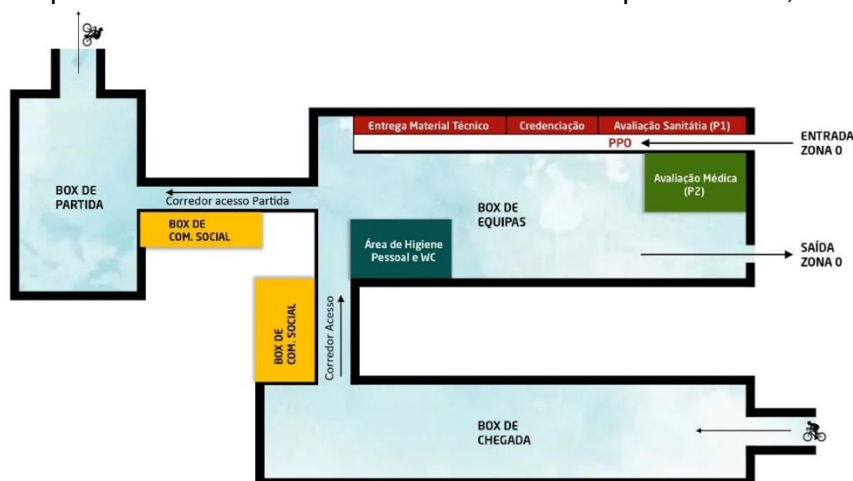 Entrega Material Técnico
Credenciação
Avaliação Sanitátia (P1)
PPO
ENTRADA
ZONA 0
BOX DE
PARTIDA
Corredor acesso Partida
BOX DE
COM. SOCIAL
BOX DE
EQUIPAS
Avaliação Médica
(P2)
Área de Higiene
Pessoal e WC
SAÍDA
ZONA 0
BOX DE
COM. SOCIAL
Corredor Acesso
BOX DE
CHEGADA